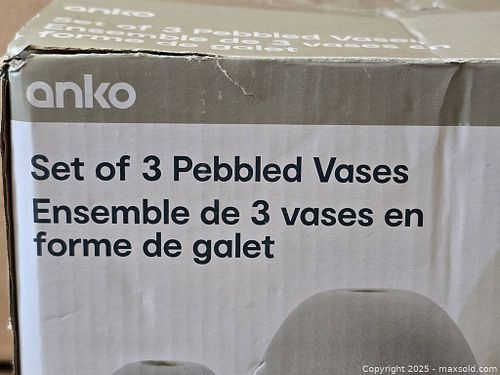 Set of 3 Pebbled Vases
Ensemble de 3 vases en
forme de galet
anko
Set of 3 Pebbled Vases
Ensemble de 3 vases en
forme de galet
Copyright © 2025 - maxsold.com